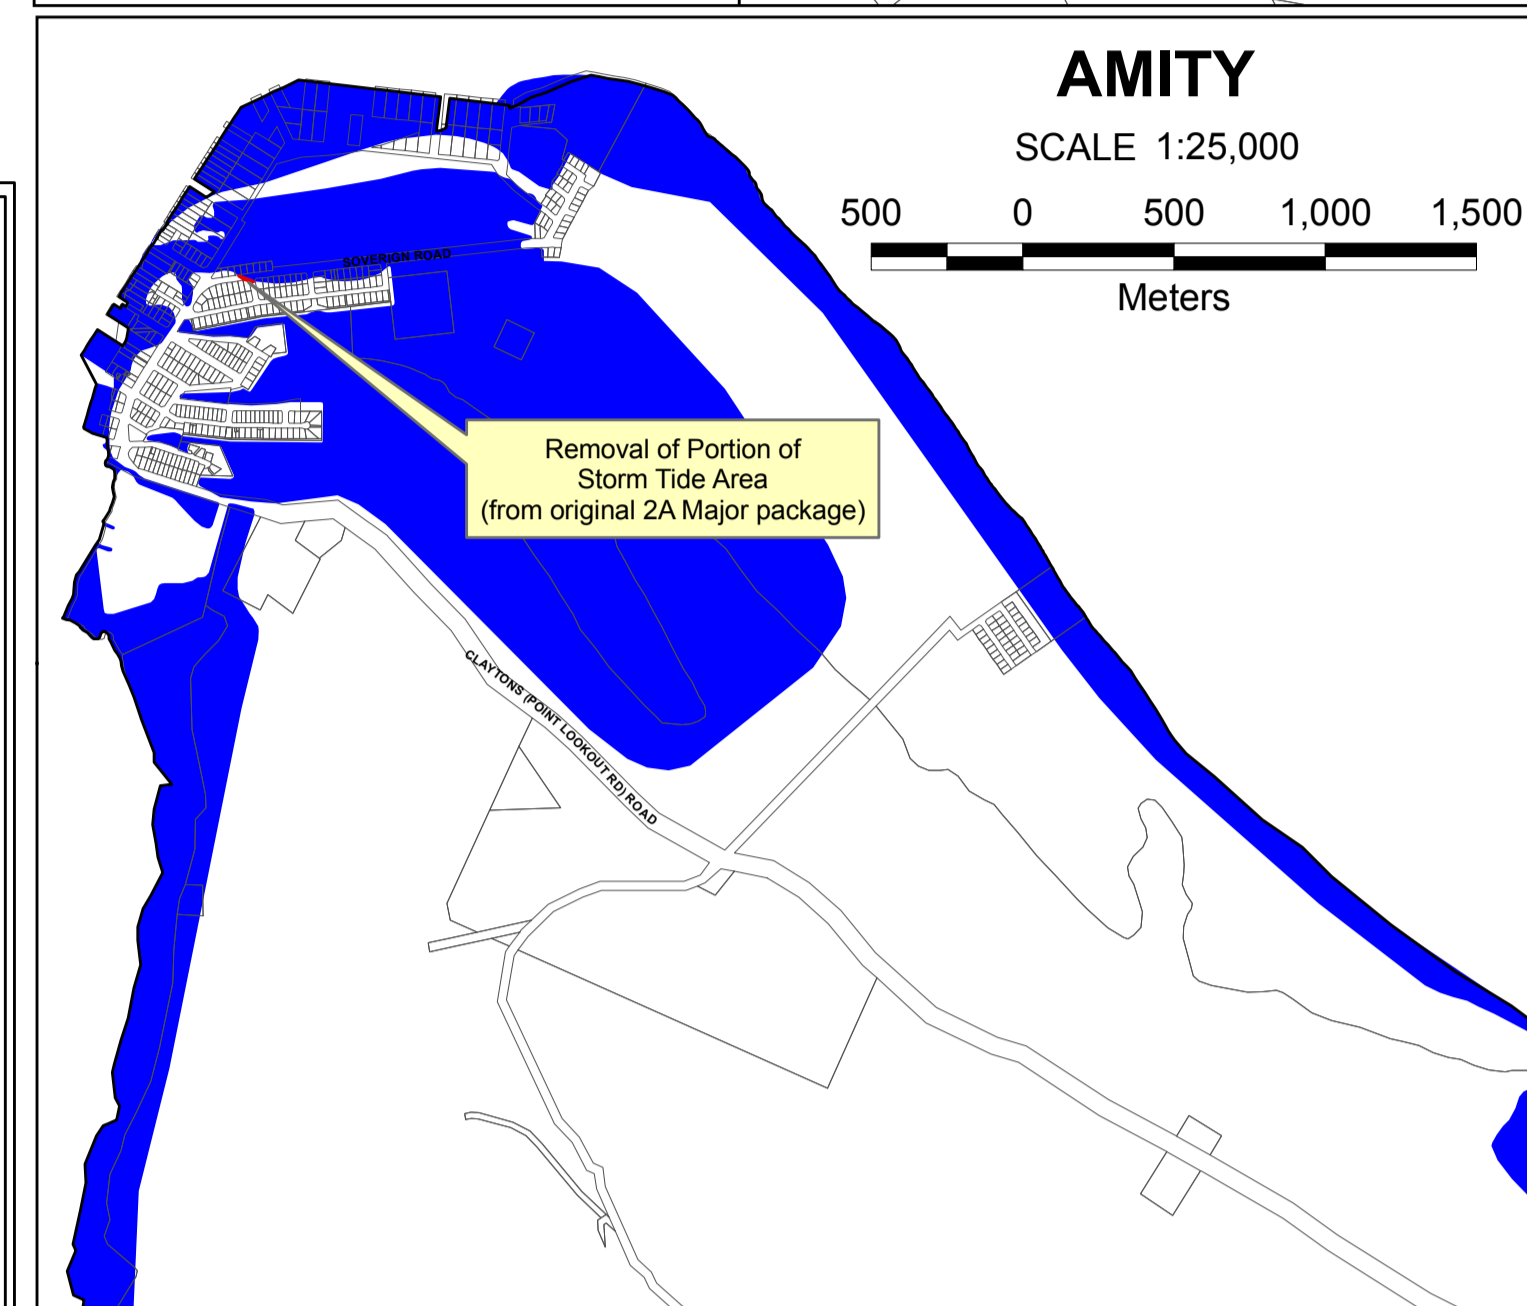 AMITY
SCALE 1:25,000
500 0 500 1,000 1,500
Meters
SOVERIGN ROAD
Removal of Portion of
Storm Tide Area
(from original 2A Major package)
CLAYTONS (POINT LOOKOUT RD) ROAD